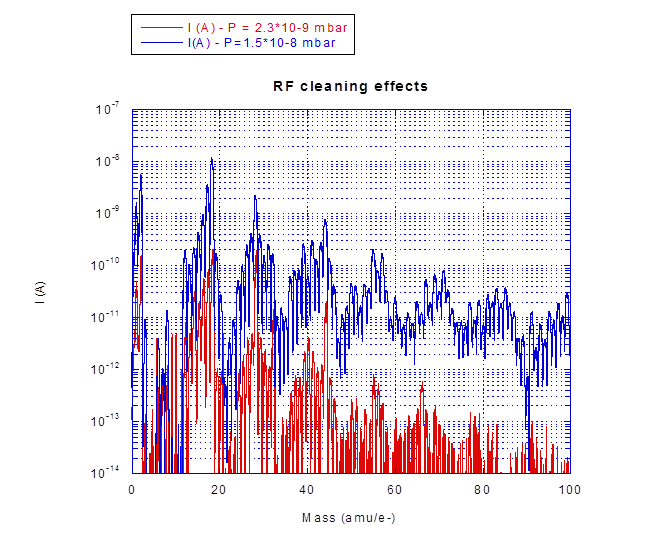 I (A) - P = 2.3*10-9 mbar
I(A) - P=1.5*10-8 mbar
RF cleaning effects
10-7
10-8
10-9
10-10
10-11
10-12
10-13
10-14
I (A)
0 20 40 60 80 100
Mass (amu/e-)